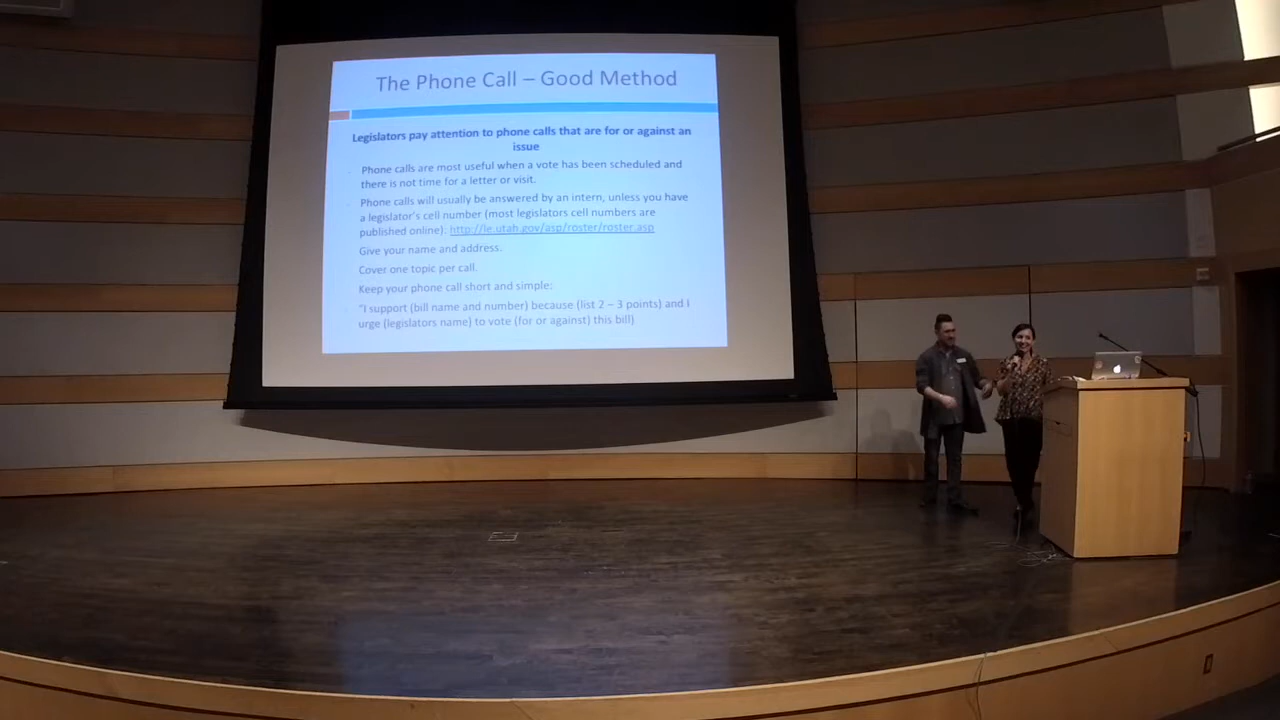 The Phone Call – Good Method
Legislators pay attention to phone calls that are for or against an
issue
Phone calls are most useful when a vote has been scheduled and
there is not time for a letter or visit.
Phone calls will usually be answered by an intern, unless you have
a legislator's cell number (most legislators cell numbers are
published online): http://le.utah.gov/asp/roster/roster.asp
Give your name and address.
Cover one topic per call.
Keep your phone call short and simple:
"I support (bill name and number) because (list 2 – 3 points) and I
urge (legislators name) to vote (for or against) this bill)